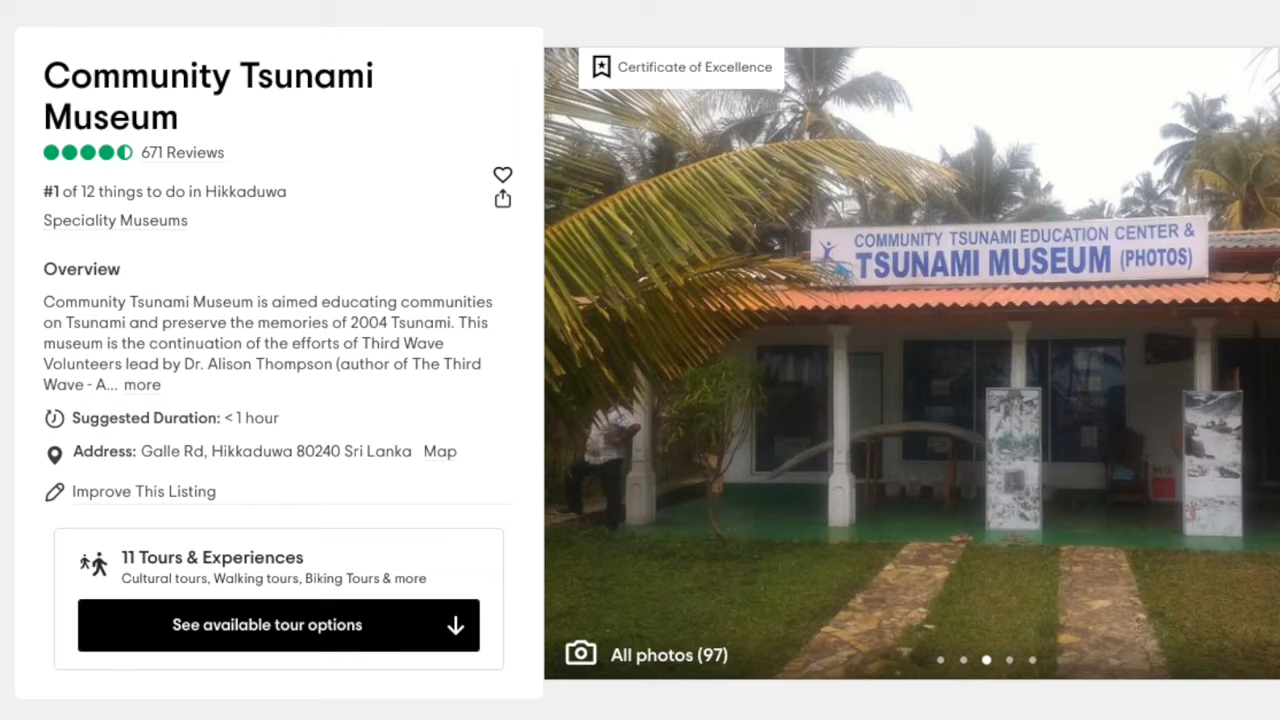 Community Tsunami
Museum
671 Reviews
#1 of 12 things to do in Hikkaduwa
Speciality Museums
Overview
Community Tsunami Museum is aimed educating communities
on Tsunami and preserve the memories of 2004 Tsunami. This
museum is the continuation of the efforts of Third Wave
Volunteers lead by Dr. Alison Thompson (author of The Third
Wave - A... more
Suggested Duration: < 1 hour
Address: Galle Rd, Hikkaduwa 80240 Sri Lanka Map
Improve This Listing
11 Tours & Experiences
Cultural tours, Walking tours, Biking Tours & more
See available tour options
Certificate of Excellence
COMMUNITY TSUNAMI EDUCATION CENTER &
TSUNAMI MUSEUM (PHOTOS)
All photos (97)